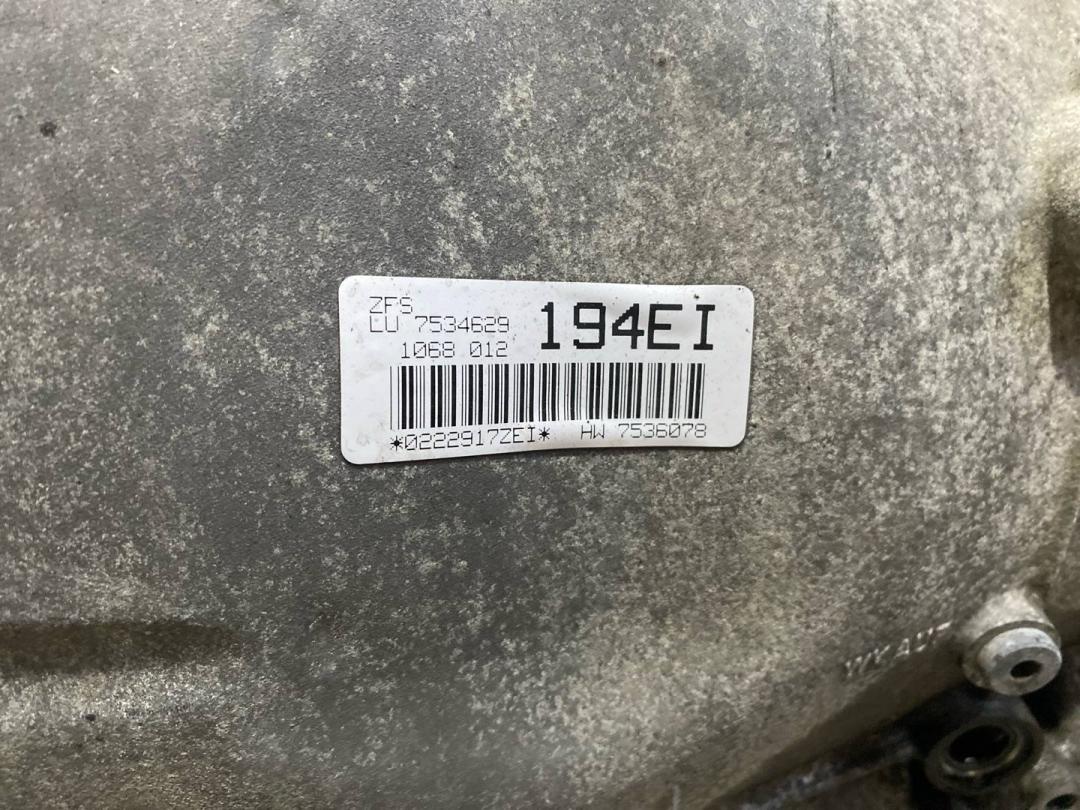 ZFS
LU 7534629
194EI
1068 012
*0222917ZEI* HW 7536078